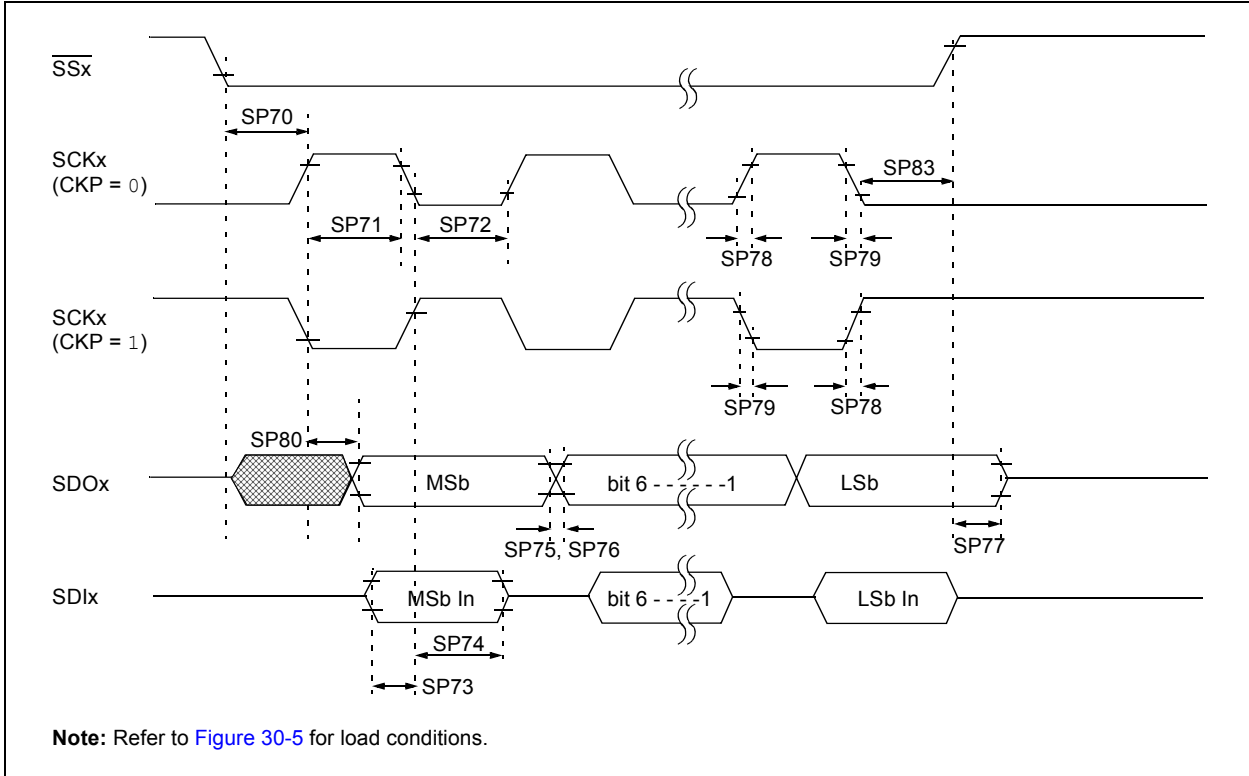 SSx
SP70
SCKx
(CKP = 0)
SP83
SP71
SP72
SP78
SP79
SCKx
(CKP = 1)
SP79
SP78
SP80
SDOx
MSb
bit 6 - - - - - - -1
LSb
SP75, SP76
SP77
SDIx
MSb In
bit 6 - - - - -1
LSb In
SP74
SP73
Note: Refer to Figure 30-5 for load conditions.